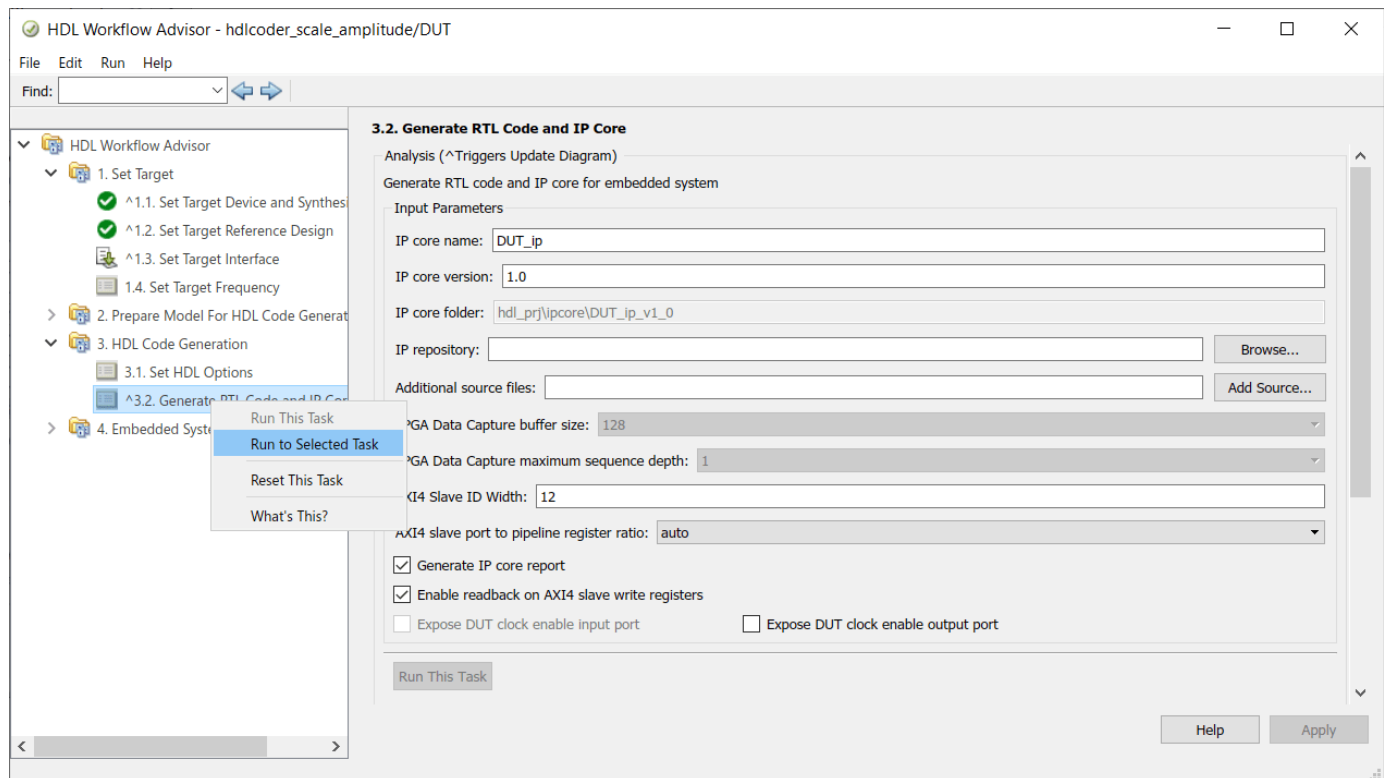 HDL Workflow Advisor - hdlcoder_scale_amplitude/DUT
File Edit Run Help
Find:
HDL Workflow Advisor
1. Set Target
^1.1. Set Target Device and Synthesi
^1.2. Set Target Reference Design
^1.3. Set Target Interface
1.4. Set Target Frequency
2. Prepare Model For HDL Code Generat
3. HDL Code Generation
3.1. Set HDL Options
^3.2. Generate RTL Code and IP Cor
4. Embedded Syste
Run This Task
Run to Selected Task
Reset This Task
What's This?
3.2. Generate RTL Code and IP Core
Analysis (^Triggers Update Diagram)
Generate RTL code and IP core for embedded system
Input Parameters
IP core name: DUT_ip
IP core version: 1.0
IP core folder: hdl_prj\ipcore\DUT_ip_v1_0
IP repository: Browse...
Additional source files: Add Source...
PGA Data Capture buffer size: 128
PGA Data Capture maximum sequence depth: 1
XI4 Slave ID Width: 12
AXI4 slave port to pipeline register ratio: auto
Generate IP core report
Enable readback on AXI4 slave write registers
Expose DUT clock enable input port Expose DUT clock enable output port
Run This Task
Help Apply